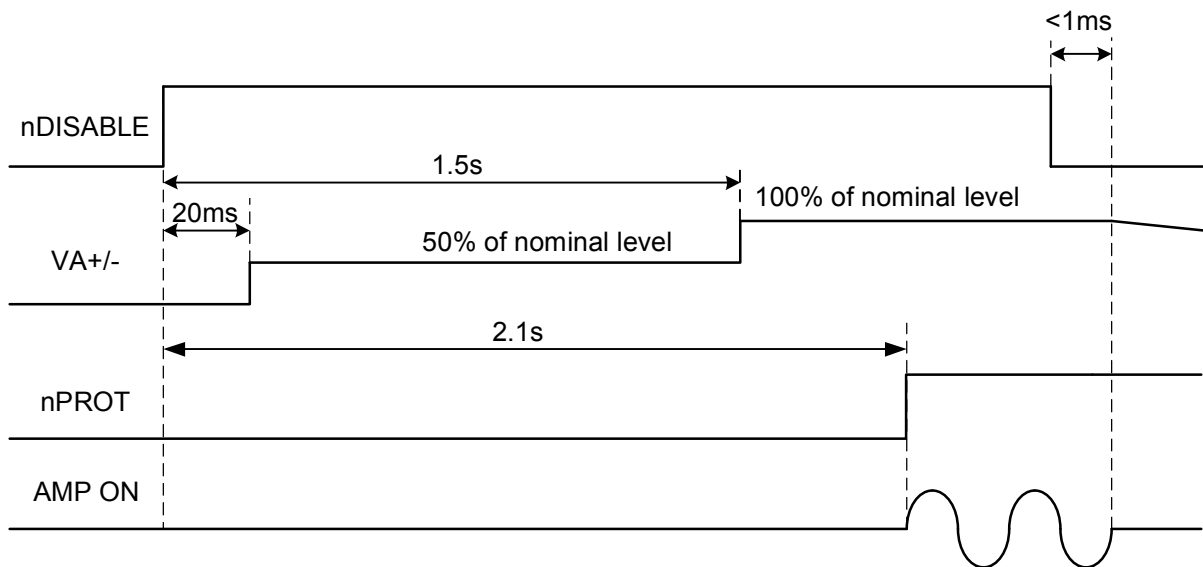 <1ms
nDISABLE
1.5s
100% of nominal level
20ms
50% of nominal level
VA+/-
2.1s
nPROT
AMP ON